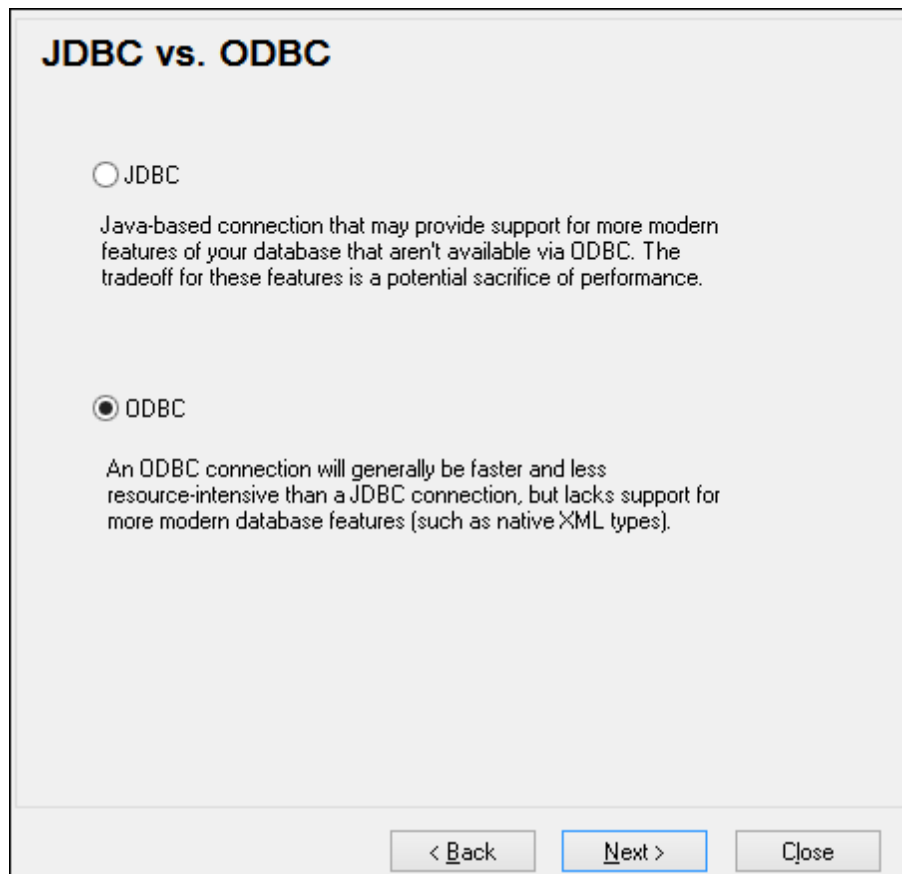 JDBC vs. ODBC
JDBC
Java-based connection that may provide support for more modern
features of your database that aren't available via ODBC. The
tradeoff for these features is a potential sacrifice of performance.
ODBC
An ODBC connection will generally be faster and less
resource-intensive than a JDBC connection, but lacks support for
more modern database features (such as native XML types).
< Back
Next >
Close